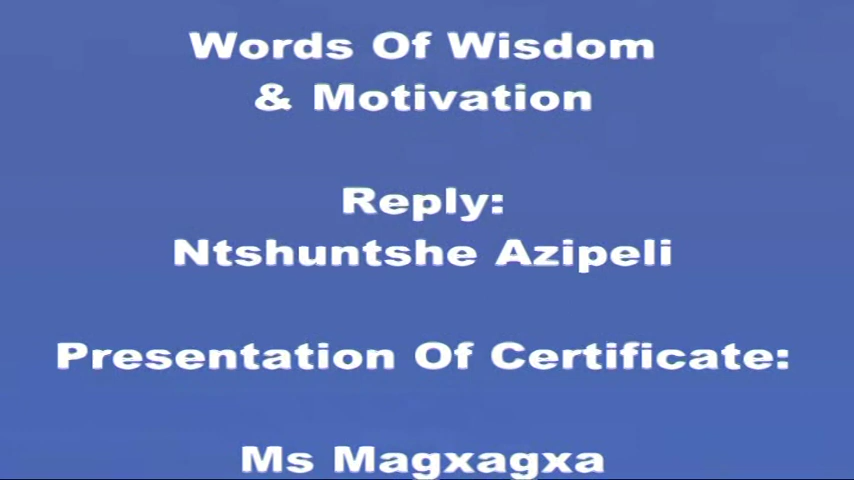 Words Of Wisdom
& Motivation
Reply:
Ntshuntshe Azipeli
Presentation Of Certificate:
Ms Magxagxa